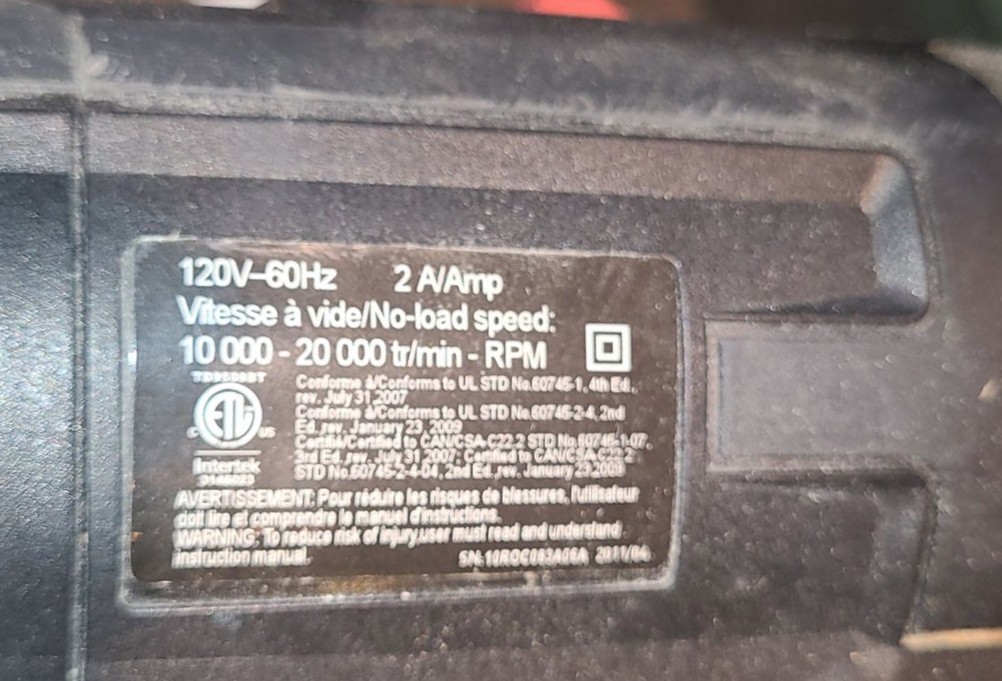 120V~60Hz 2 A/Amp
Vitesse à vide/No-load speed:
10 000 - 20 000 tr/min - RPM
Conforme à/Conforms to UL STD No.60745-1, 4th Ed.,
rev. July 31,2007
Conforme à/Conforms to UL STD No.60745-2-4, 2nd
Ed.,rev. January 23, 2009
Certifié/Certified to CAN/CSA-C22.2 STD No.60745-1-07,
3rd Ed.,rev. July 31,2007; Certified to CAN/CSA-C22.2
STD No.60745-2-4-04, 2nd Ed.,rev. January 23,2009
ETL
C US
Intertek
AVERTISSEMENT: Pour réduire les risques de blessures, l'utilisateur
doit lire et comprendre le manuel d'instructions.
WARNING: To reduce risk of injury,user must read and understand
instruction manual. 2011/04